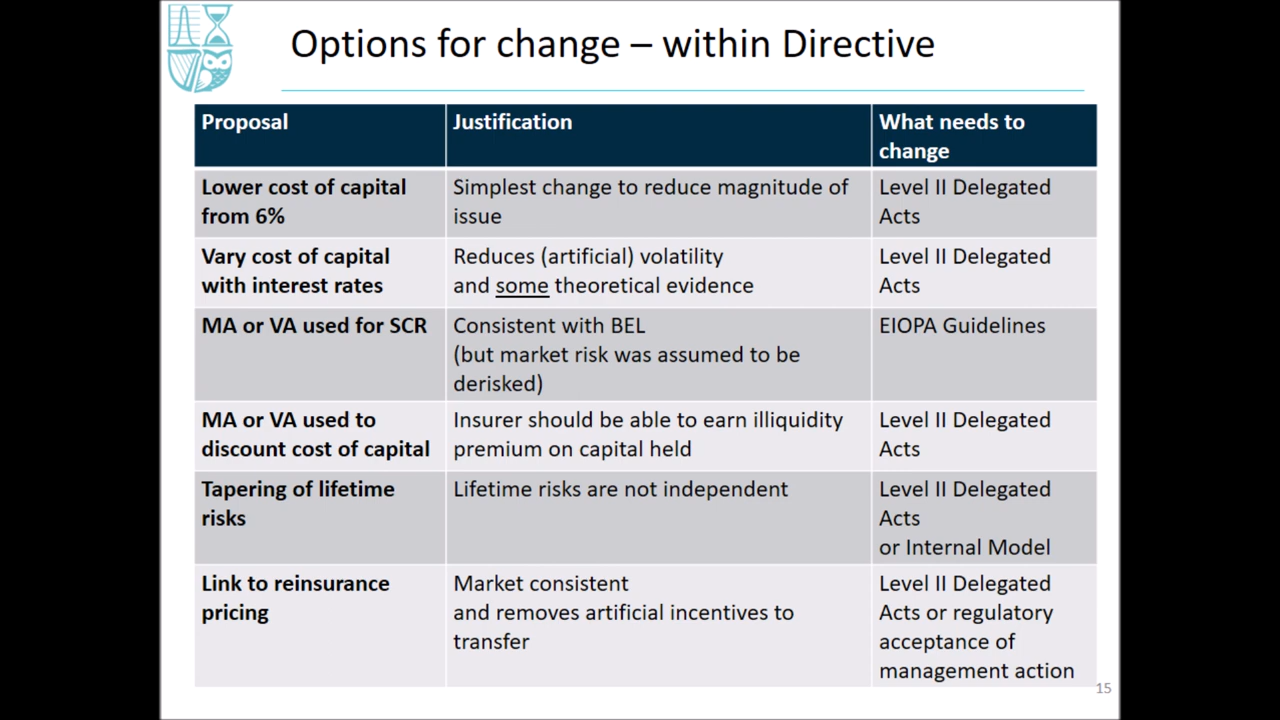 Options for change – within Directive
Proposal
Justification
What needs to
change
Lower cost of capital
from 6%
Simplest change to reduce magnitude of
issue
Level II Delegated
Acts
Vary cost of capital
with interest rates
Reduces (artificial) volatility
and some theoretical evidence
Level II Delegated
Acts
MA or VA used for SCR
Consistent with BEL
(but market risk was assumed to be
derisked)
EIOPA Guidelines
MA or VA used to
discount cost of capital
Insurer should be able to earn illiquidity
premium on capital held
Level II Delegated
Acts
Tapering of lifetime
risks
Lifetime risks are not independent
Level II Delegated
Acts
or Internal Model
Link to reinsurance
pricing
Market consistent
and removes artificial incentives to
transfer
Level II Delegated
Acts or regulatory
acceptance of
management action
15